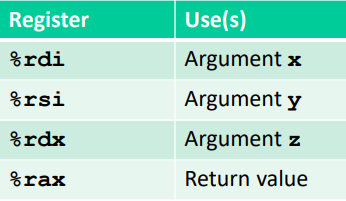 Register Use(s)
%rdi Argument x
%rsi Argument y
%rdx Argument z
%rax Return value